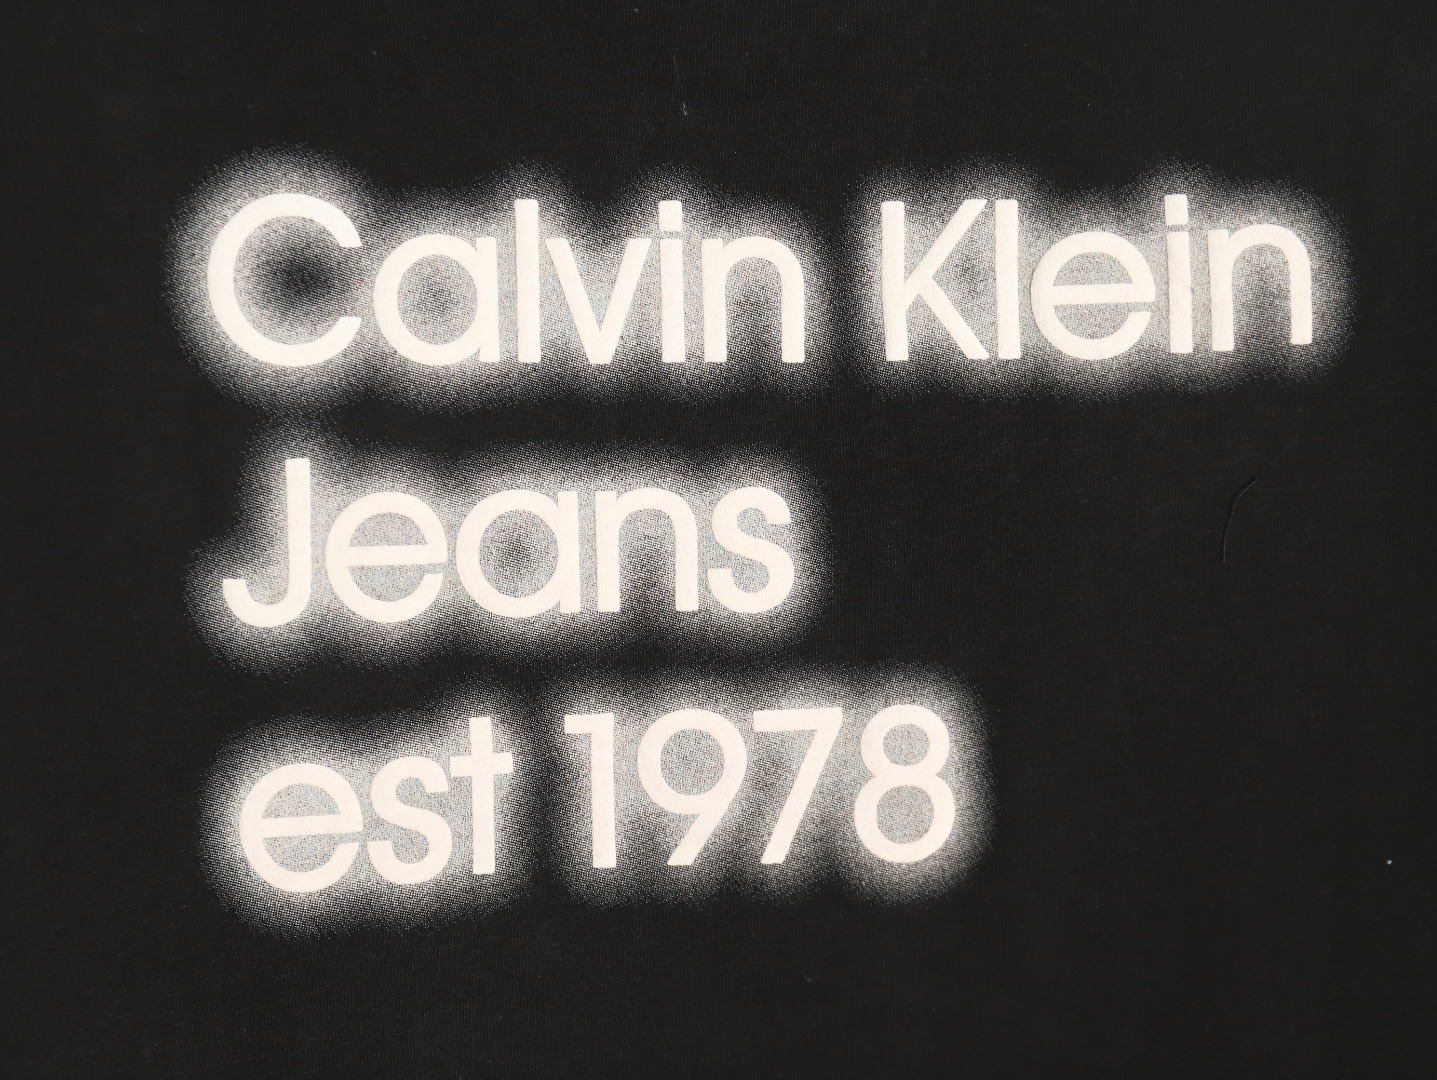 Calvin Klein
Jeans
est 1978